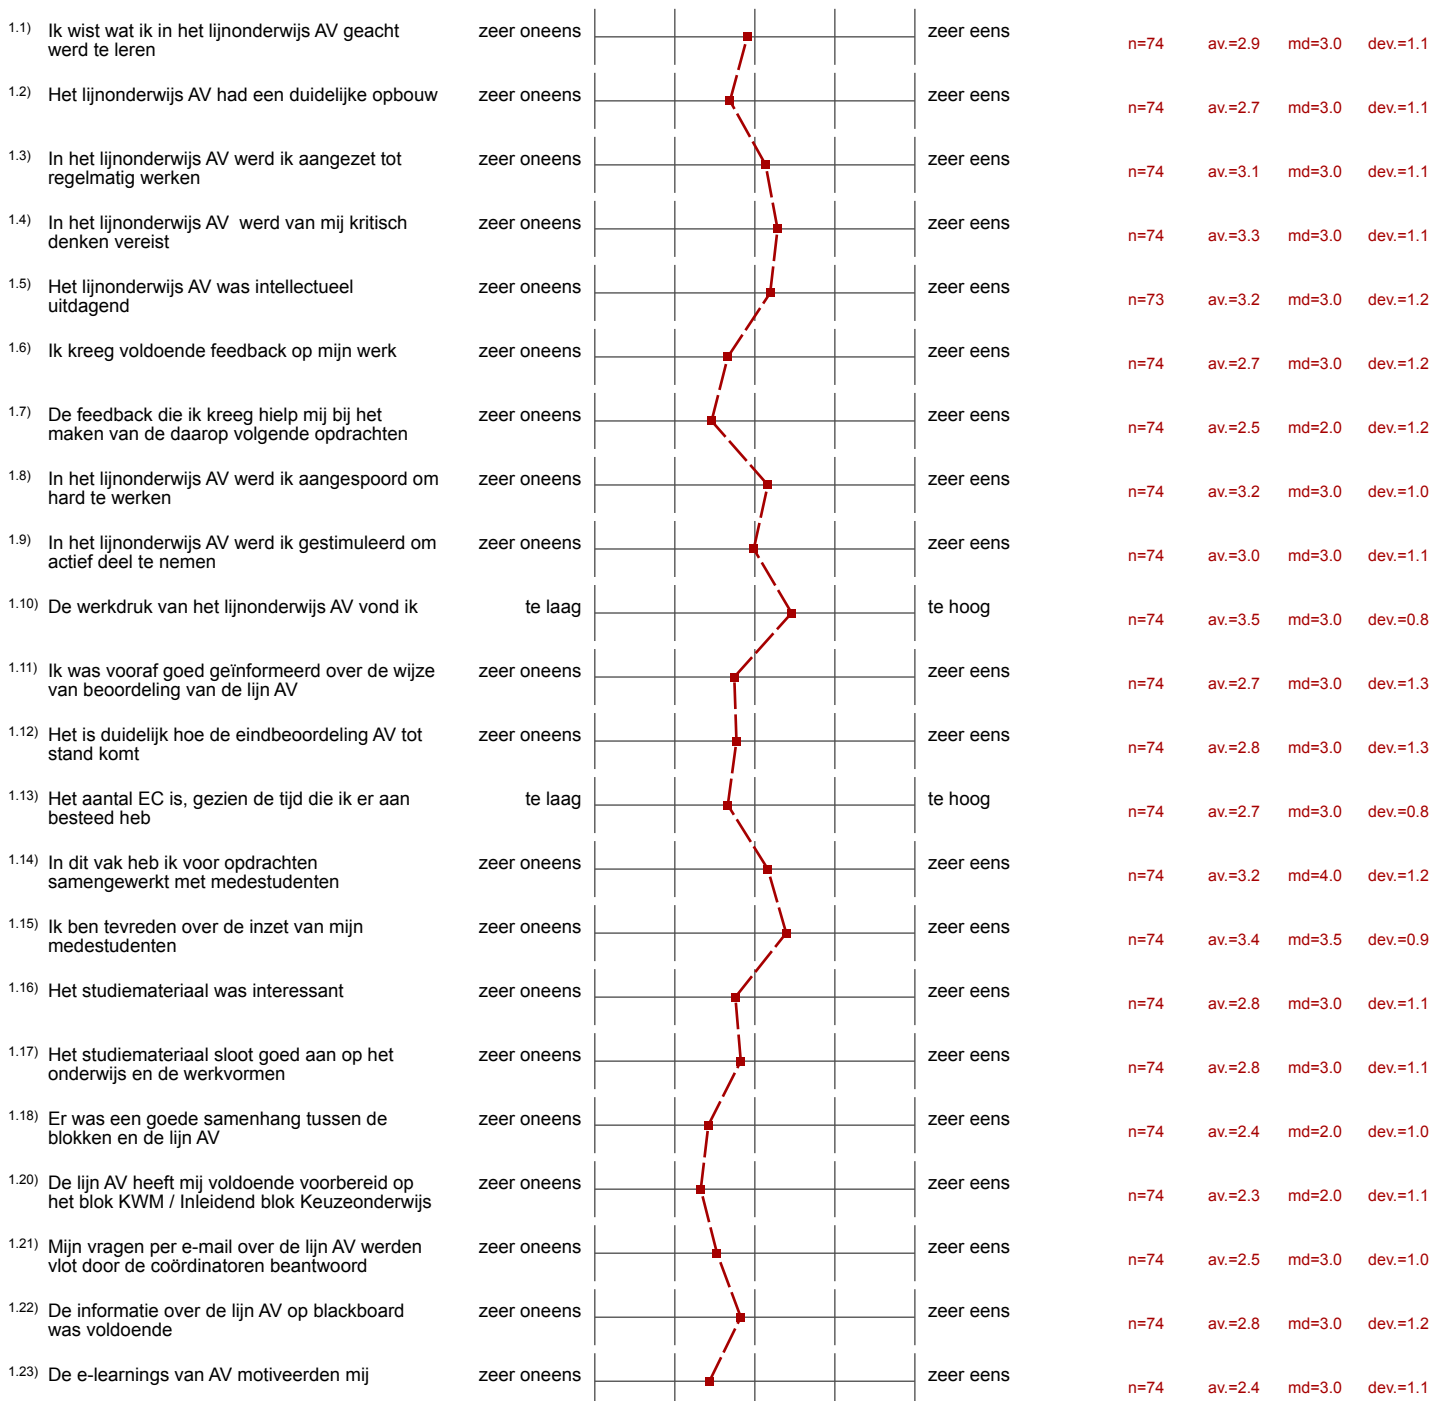 1.1) Ik wist wat ik in het lijnonderwijs AV geacht werd te leren zeer oneens zeer eens n=74 av.=2.9 md=3.0 dev.=1.1
1.2) Het lijnonderwijs AV had een duidelijke opbouw zeer oneens zeer eens n=74 av.=2.7 md=3.0 dev.=1.1
1.3) In het lijnonderwijs AV werd ik aangezet tot regelmatig werken zeer oneens zeer eens n=74 av.=3.1 md=3.0 dev.=1.1
1.4) In het lijnonderwijs AV werd van mij kritisch denken vereist zeer oneens zeer eens n=74 av.=3.3 md=3.0 dev.=1.1
1.5) Het lijnonderwijs AV was intellectueel uitdagend zeer oneens zeer eens n=73 av.=3.2 md=3.0 dev.=1.2
1.6) Ik kreeg voldoende feedback op mijn werk zeer oneens zeer eens n=74 av.=2.7 md=3.0 dev.=1.2
1.7) De feedback die ik kreeg hielp mij bij het maken van de daarop volgende opdrachten zeer oneens zeer eens n=74 av.=2.5 md=2.0 dev.=1.2
1.8) In het lijnonderwijs AV werd ik aangespoord om hard te werken zeer oneens zeer eens n=74 av.=3.2 md=3.0 dev.=1.0
1.9) In het lijnonderwijs AV werd ik gestimuleerd om actief deel te nemen zeer oneens zeer eens n=74 av.=3.0 md=3.0 dev.=1.1
1.10) De werkdruk van het lijnonderwijs AV vond ik te laag te hoog n=74 av.=3.5 md=3.0 dev.=0.8
1.11) Ik was vooraf goed geïnformeerd over de wijze van beoordeling van de lijn AV zeer oneens zeer eens n=74 av.=2.7 md=3.0 dev.=1.3
1.12) Het is duidelijk hoe de eindbeoordeling AV tot stand komt zeer oneens zeer eens n=74 av.=2.8 md=3.0 dev.=1.3
1.13) Het aantal EC is, gezien de tijd die ik er aan besteed heb te laag te hoog n=74 av.=2.7 md=3.0 dev.=0.8
1.14) In dit vak heb ik voor opdrachten samengewerkt met medestudenten zeer oneens zeer eens n=74 av.=3.2 md=4.0 dev.=1.2
1.15) Ik ben tevreden over de inzet van mijn medestudenten zeer oneens zeer eens n=74 av.=3.4 md=3.5 dev.=0.9
1.16) Het studiemateriaal was interessant zeer oneens zeer eens n=74 av.=2.8 md=3.0 dev.=1.1
1.17) Het studiemateriaal sloot goed aan op het onderwijs en de werkvormen zeer oneens zeer eens n=74 av.=2.8 md=3.0 dev.=1.1
1.18) Er was een goede samenhang tussen de blokken en de lijn AV zeer oneens zeer eens n=74 av.=2.4 md=2.0 dev.=1.0
1.20) De lijn AV heeft mij voldoende voorbereid op het blok KWM / Inleidend blok Keuzeonderwijs zeer oneens zeer eens n=74 av.=2.3 md=2.0 dev.=1.1
1.21) Mijn vragen per e-mail over de lijn AV werden vlot door de coördinatoren beantwoord zeer oneens zeer eens n=74 av.=2.5 md=3.0 dev.=1.0
1.22) De informatie over de lijn AV op blackboard was voldoende zeer oneens zeer eens n=74 av.=2.8 md=3.0 dev.=1.2
1.23) De e-learnings van AV motiveerden mij zeer oneens zeer eens n=74 av.=2.4 md=3.0 dev.=1.1